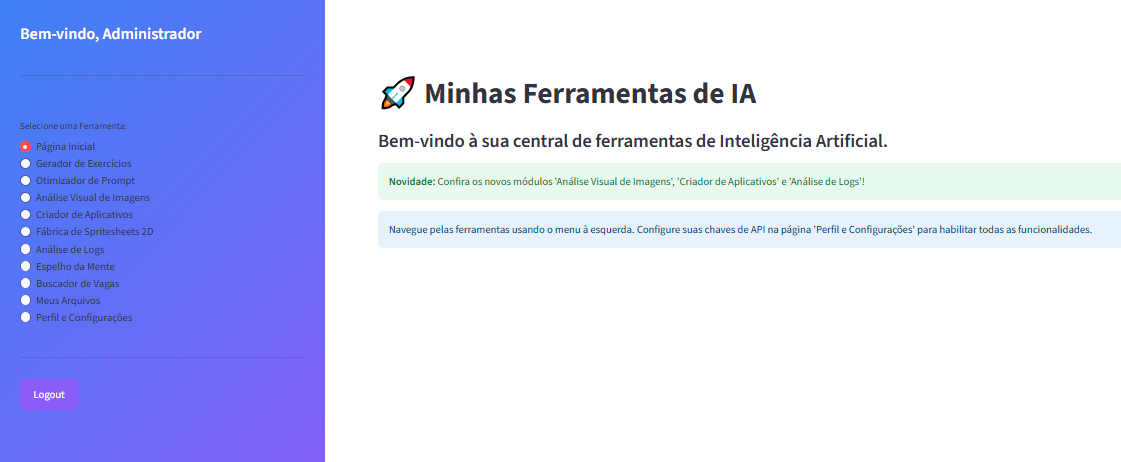 Bem-vindo, Administrador
Selecione uma Ferramenta:
Página Inicial
Gerador de Exercícios
Otimizador de Prompt
Análise Visual de Imagens
Criador de Aplicativos
Fábrica de Spritesheets 2D
Análise de Logs
Espelho da Mente
Buscador de Vagas
Meus Arquivos
Perfil e Configurações
Logout
Minhas Ferramentas de IA
Bem-vindo à sua central de ferramentas de Inteligência Artificial.
Novidade: Confira os novos módulos 'Análise Visual de Imagens', 'Criador de Aplicativos' e 'Análise de Logs'!
Navegue pelas ferramentas usando o menu à esquerda. Configure suas chaves de API na página 'Perfil e Configurações' para habilitar todas as funcionalidades.